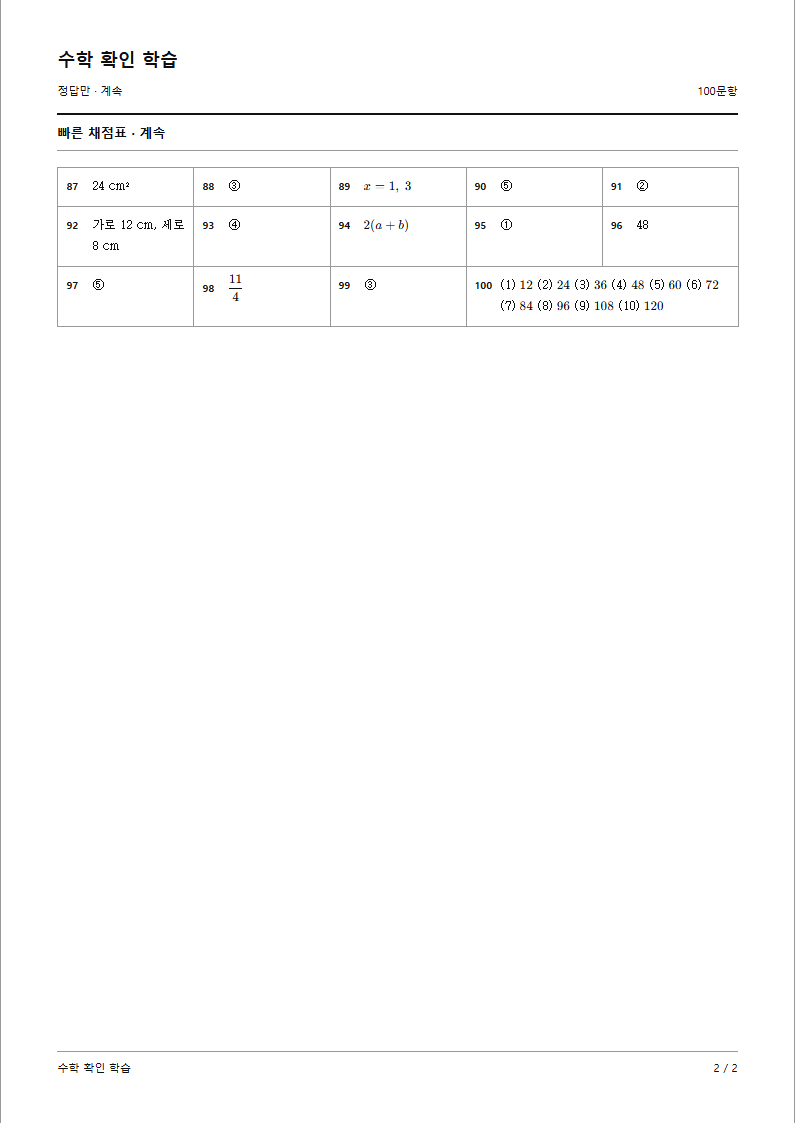 수학 확인 학습
정답만 · 계속 100문항
빠른 채점표 · 계속
87 24 cm²
88 ③
89 x = 1, 3
90 ⑤
91 ②
92 가로 12 cm, 세로
8 cm
93 ④
94 2(a + b)
95 ①
96 48
97 ⑤
98 11/4
99 ③
100 (1) 12 (2) 24 (3) 36 (4) 48 (5) 60 (6) 72
(7) 84 (8) 96 (9) 108 (10) 120
수학 확인 학습 2 / 2